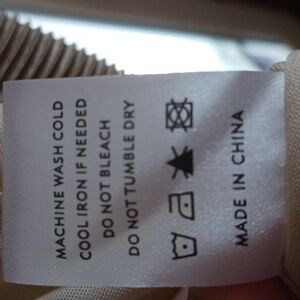 MACHINE WASH COLD
COOL IRON IF NEEDED
DO NOT BLEACH
DO NOT TUMBLE DRY
MADE IN CHINA